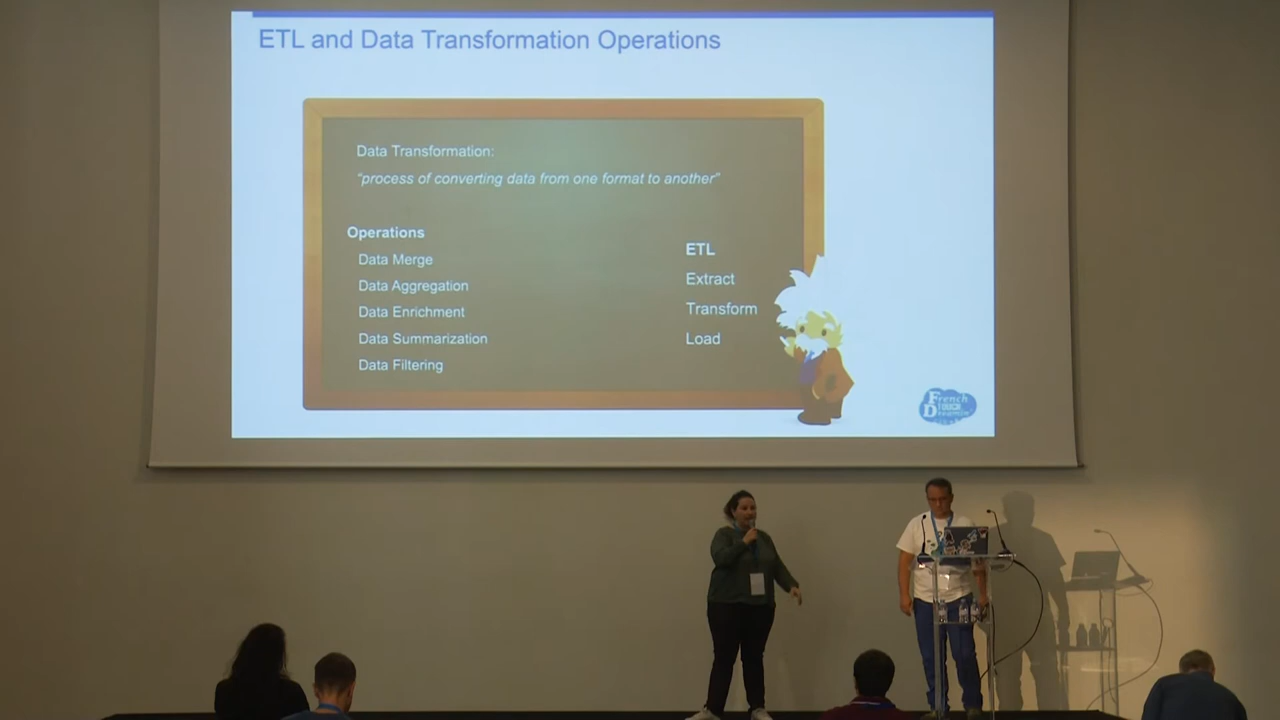 ETL and Data Transformation Operations
Data Transformation:
“process of converting data from one format to another”
Operations
Data Merge
Data Aggregation
Data Enrichment
Data Summarization
Data Filtering
ETL
Extract
Transform
Load
French
Touch
Dreamin